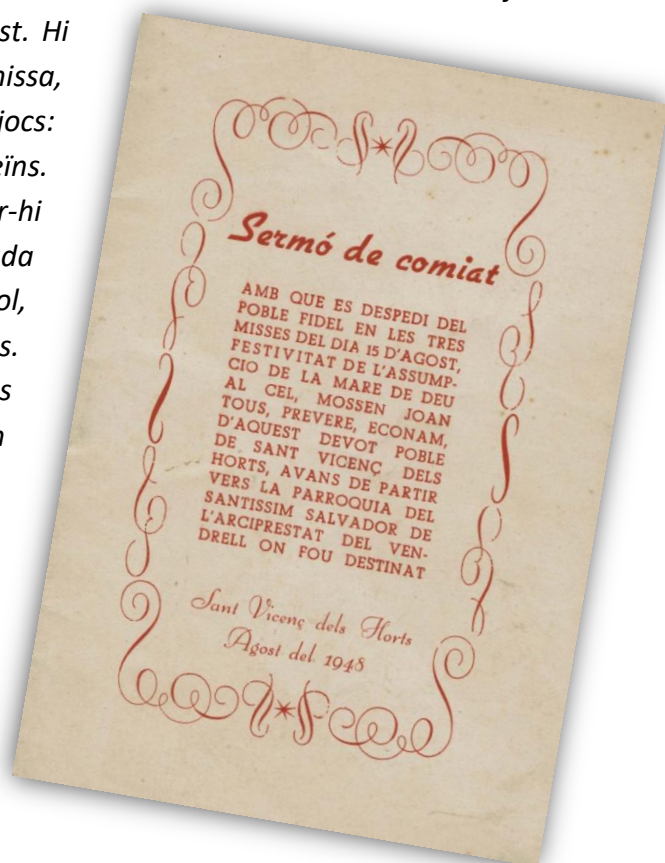 st. Hi
missa,
jocs:
eïns.
r-hi
da
ol,
s.
s
Sermó de comiat
AMB QUE ES DESPEDI DEL
POBLE FIDEL EN LES TRES
MISSES DEL DIA 15 D'AGOST,
FESTIVITAT DE L'ASSUMP-
CIO DE LA MARE DE DEU
AL CEL, MOSSEN JOAN
TOUS, PREVERE, ECONAM,
D'AQUEST DEVOT POBLE
DE SANT VICENÇ DELS
HORTS, AVANS DE PARTIR
VERS LA PARROQUIA DEL
SANTISSIM SALVADOR DE
L'ARCIPRESTAT DEL VEN-
DRELL ON FOU DESTINAT
Sant Vicenç dels Horts
Agost del 1948